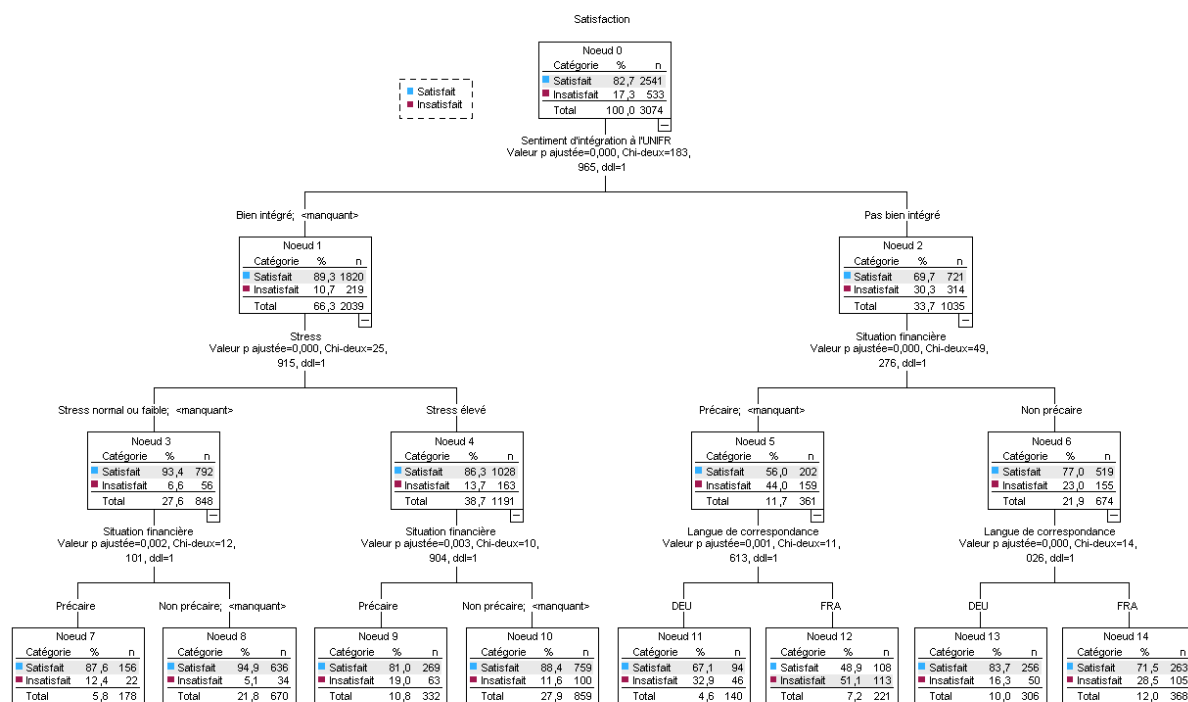 Satisfaction
Noeud 0
Catégorie % n
Satisfait 82,7 2541
Insatisfait 17,3 533
Total 100,0 3074
Satisfait
Insatisfait
Sentiment d'intégration à l'UNIFR
Valeur p ajustée=0,000, Chi-deux=183,
965, ddl=1
Bien intégré; <manquant>
Pas bien intégré
Noeud 1
Catégorie % n
Satisfait 89,3 1820
Insatisfait 10,7 219
Total 66,3 2039
Noeud 2
Catégorie % n
Satisfait 69,7 721
Insatisfait 30,3 314
Total 33,7 1035
Stress
Valeur p ajustée=0,000, Chi-deux=25,
915, ddl=1
Situation financière
Valeur p ajustée=0,000, Chi-deux=49,
276, ddl=1
Stress normal ou faible; <manquant>
Stress élevé
Précaire; <manquant>
Non précaire
Noeud 3
Catégorie % n
Satisfait 93,4 792
Insatisfait 6,6 56
Total 27,6 848
Noeud 4
Catégorie % n
Satisfait 86,3 1028
Insatisfait 13,7 163
Total 38,7 1191
Noeud 5
Catégorie % n
Satisfait 56,0 202
Insatisfait 44,0 159
Total 11,7 361
Noeud 6
Catégorie % n
Satisfait 77,0 519
Insatisfait 23,0 155
Total 21,9 674
Situation financière
Valeur p ajustée=0,002, Chi-deux=12,
101, ddl=1
Situation financière
Valeur p ajustée=0,003, Chi-deux=10,
904, ddl=1
Langue de correspondance
Valeur p ajustée=0,001, Chi-deux=11,
613, ddl=1
Langue de correspondance
Valeur p ajustée=0,000, Chi-deux=14,
026, ddl=1
Précaire
Non précaire; <manquant>
Précaire
Non précaire; <manquant>
DEU
FRA
DEU
FRA
Noeud 7
Catégorie % n
Satisfait 87,6 156
Insatisfait 12,4 22
Total 5,8 178
Noeud 8
Catégorie % n
Satisfait 94,9 636
Insatisfait 5,1 34
Total 21,8 670
Noeud 9
Catégorie % n
Satisfait 81,0 269
Insatisfait 19,0 63
Total 10,8 332
Noeud 10
Catégorie % n
Satisfait 88,4 759
Insatisfait 11,6 100
Total 27,9 859
Noeud 11
Catégorie % n
Satisfait 67,1 94
Insatisfait 32,9 46
Total 4,6 140
Noeud 12
Catégorie % n
Satisfait 48,9 108
Insatisfait 51,1 113
Total 7,2 221
Noeud 13
Catégorie % n
Satisfait 83,7 256
Insatisfait 16,3 50
Total 10,0 306
Noeud 14
Catégorie % n
Satisfait 71,5 263
Insatisfait 28,5 105
Total 12,0 368